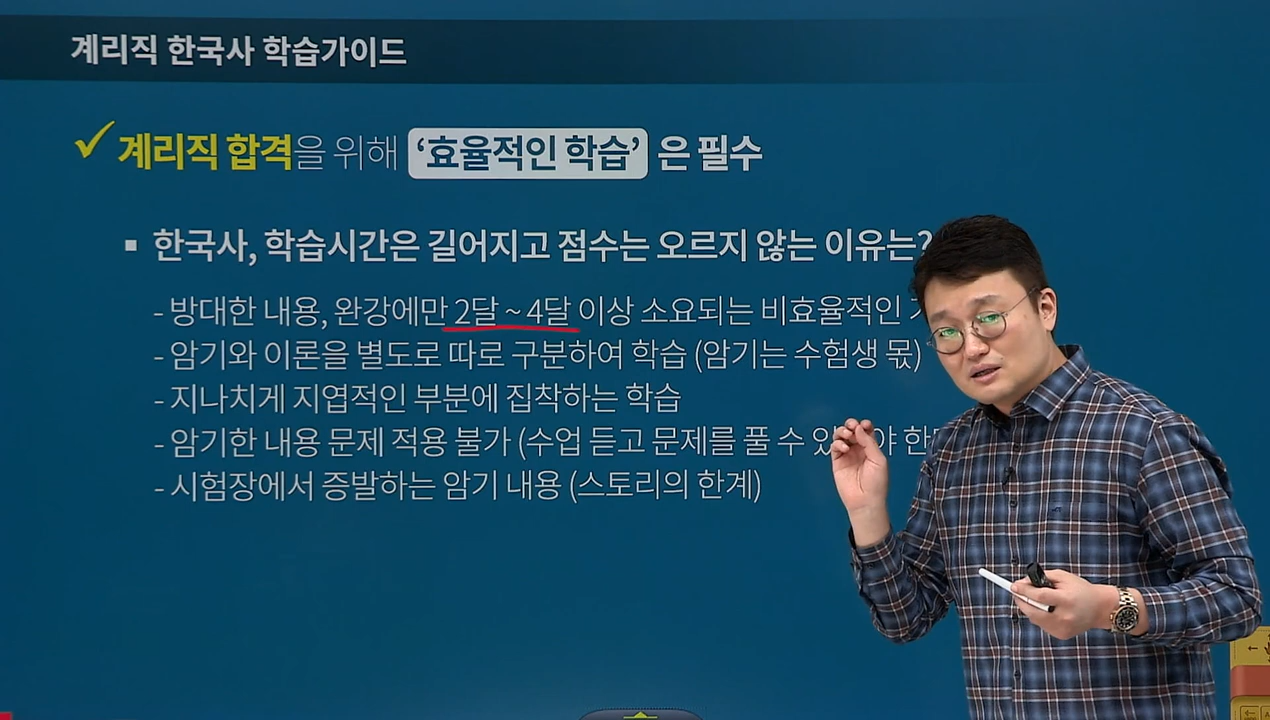 계리직 한국사 학습가이드
계리직 합격을 위해 '효율적인 학습' 은 필수
▪ 한국사, 학습시간은 길어지고 점수는 오르지 않는 이유는?
- 방대한 내용, 완강에만 2달 ~ 4달 이상 소요되는 비효율적인
- 암기와 이론을 별도로 따로 구분하여 학습 (암기는 수험생 몫)
- 지나치게 지엽적인 부분에 집착하는 학습
- 암기한 내용 문제 적용 불가 (수업 듣고 문제를 풀 수
- 시험장에서 증발하는 암기 내용 (스토리의 한계)